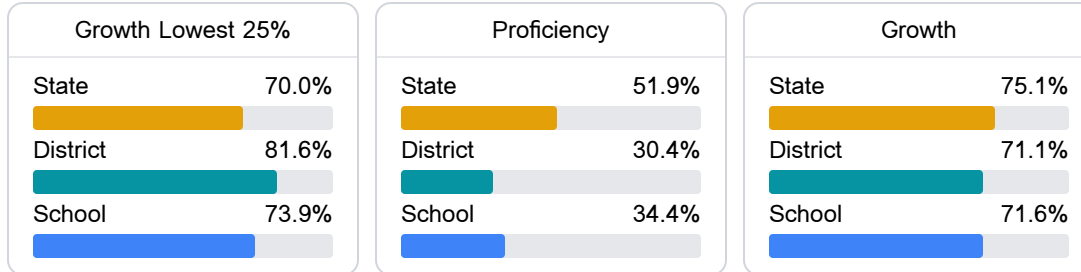 Growth Lowest 25%
State 70.0%
District 81.6%
School 73.9%
Proficiency
State 51.9%
District 30.4%
School 34.4%
Growth
State 75.1%
District 71.1%
School 71.6%